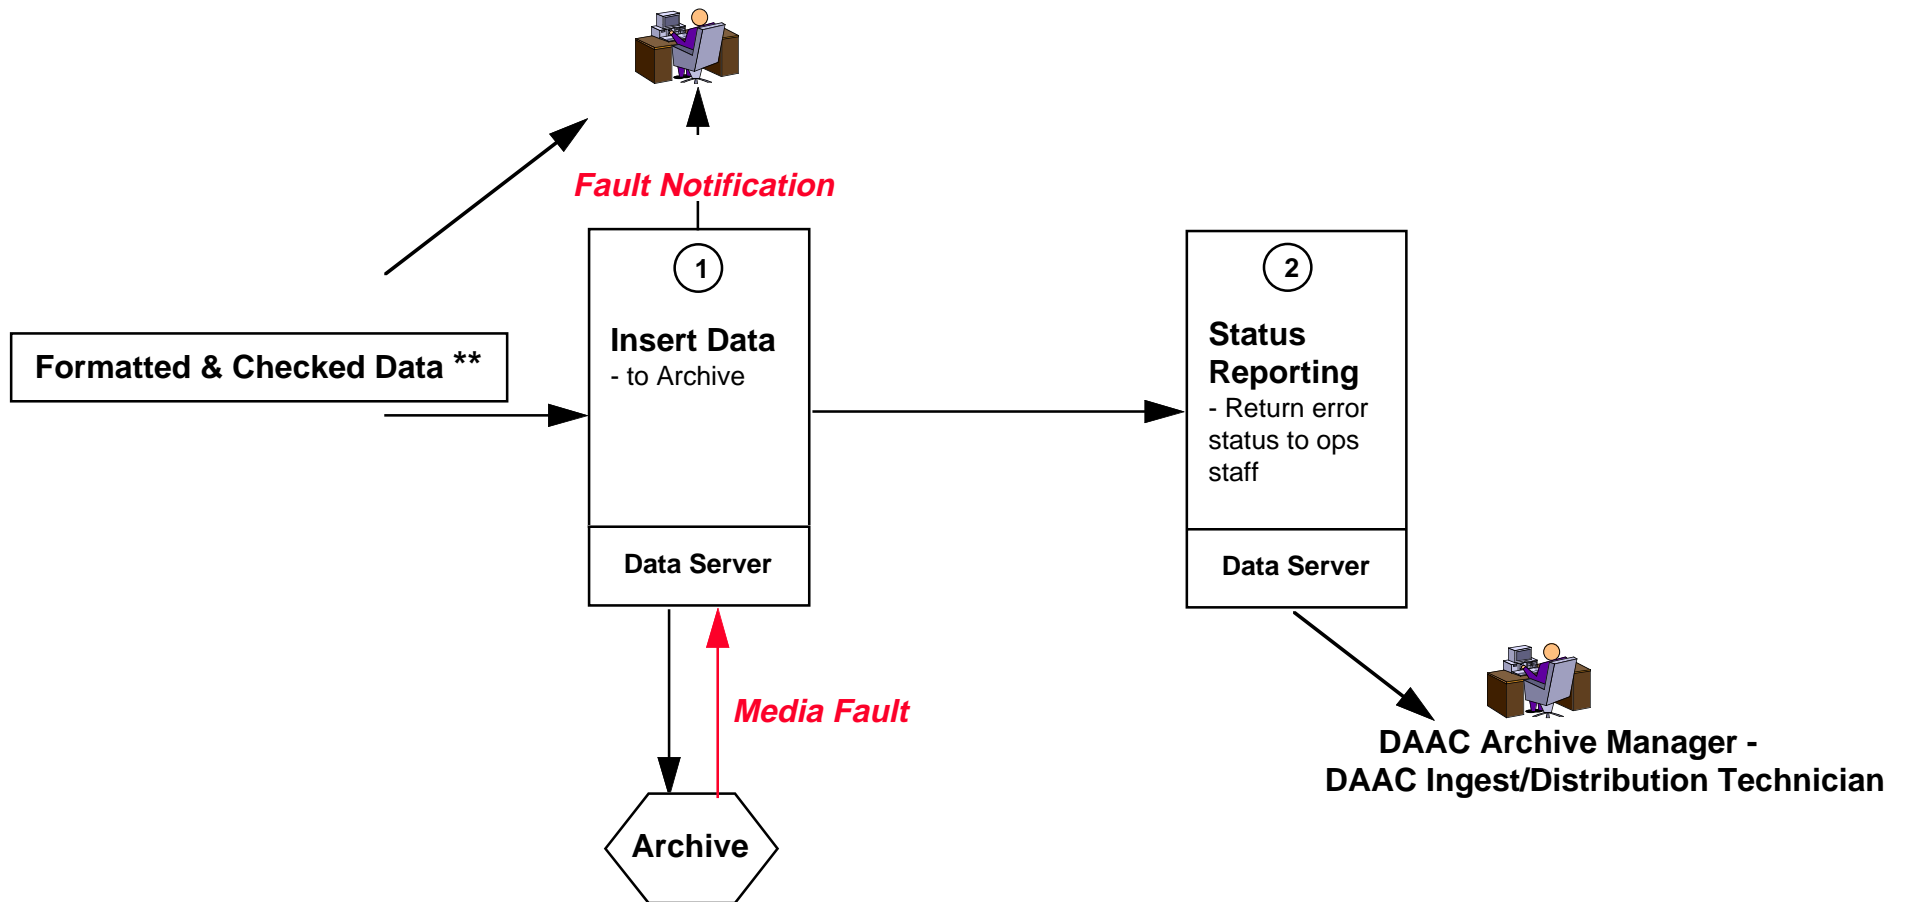 Fault Notification
1
Insert Data
- to Archive
Data Server
Formatted & Checked Data **
2
Status
Reporting
- Return error
status to ops
staff
Data Server
Media Fault
Archive
DAAC Archive Manager -
DAAC Ingest/Distribution Technician